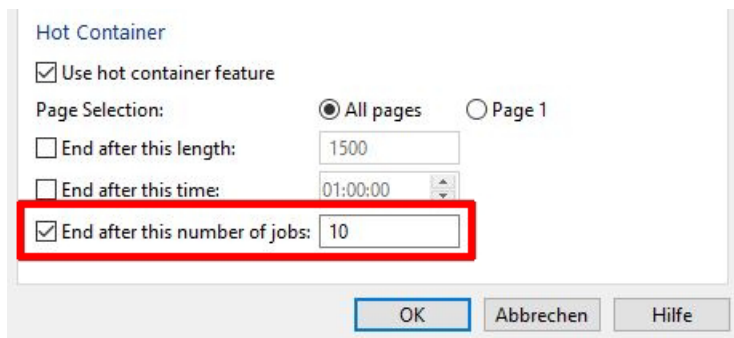 Hot Container
Use hot container feature
Page Selection: All pages Page 1
End after this length: 1500
End after this time: 01:00:00
End after this number of jobs: 10
OK Abbrechen Hilfe